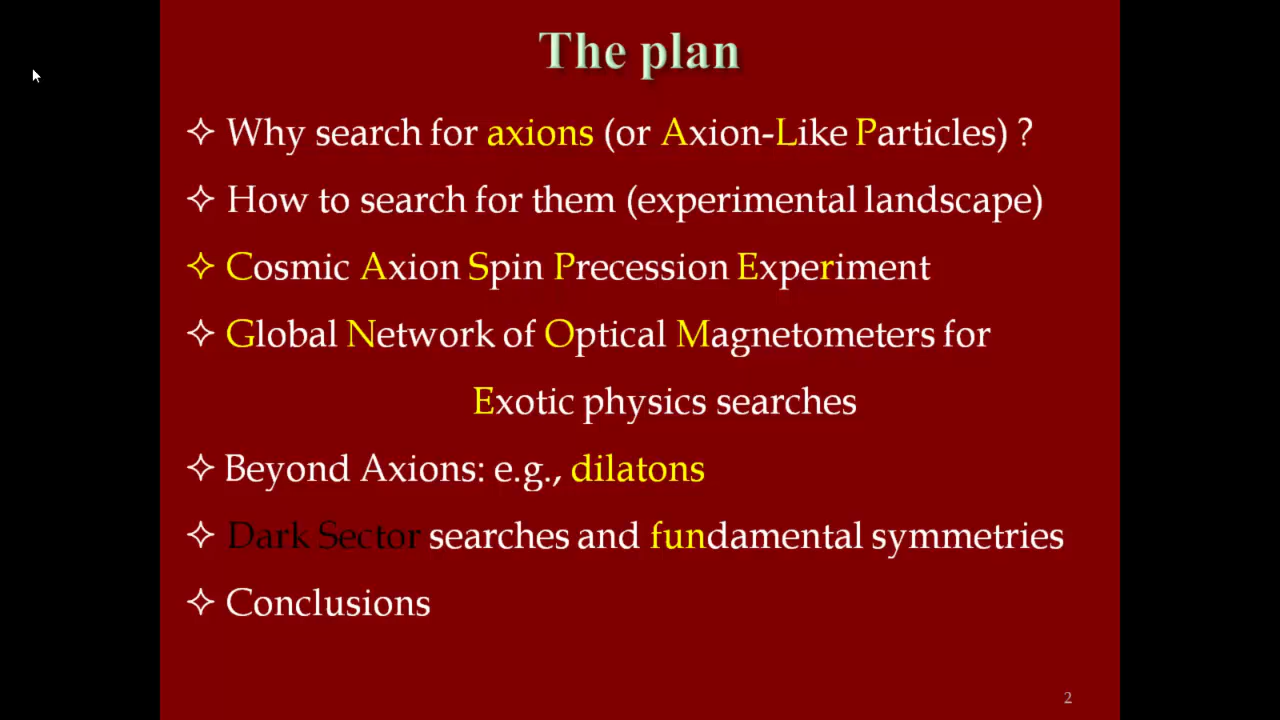 The plan
✧ Why search for axions (or Axion-Like Particles) ?
✧ How to search for them (experimental landscape)
✧ Cosmic Axion Spin Precession Experiment
✧ Global Network of Optical Magnetometers for
Exotic physics searches
✧ Beyond Axions: e.g., dilatons
✧ Dark Sector searches and fundamental symmetries
✧ Conclusions
2